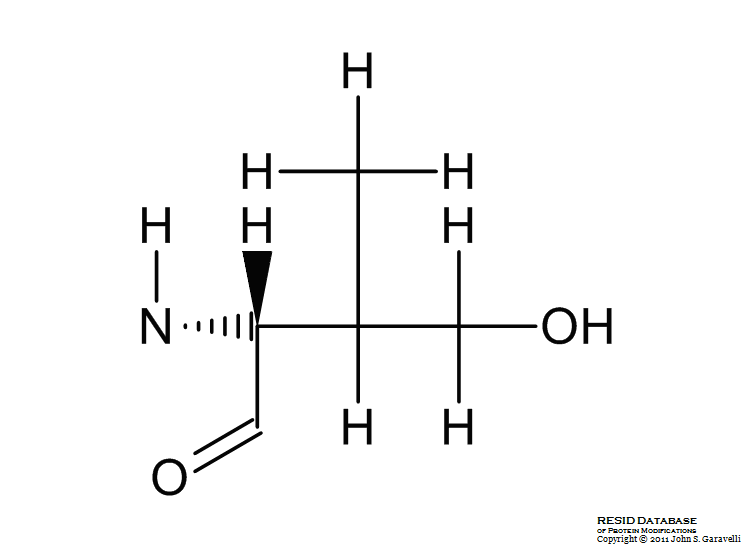 H
H H
H H H
N OH
H H
O
RESID DATABASE
OF PROTEIN MODIFICATIONS
Copyright © 2011 John S. Garavelli